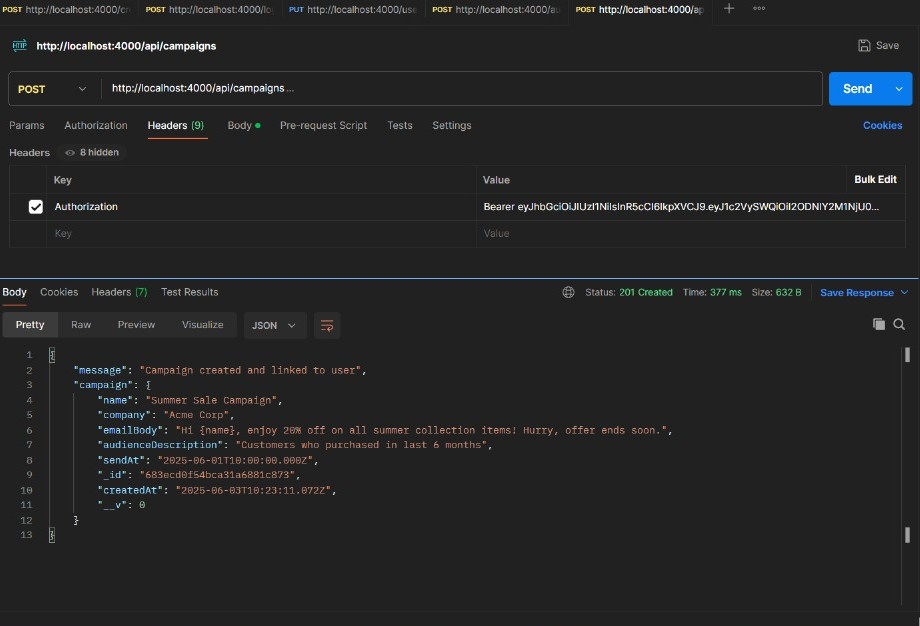 POST http://localhost:4000/cr POST http://localhost:4000/lo PUT http://localhost:4000/use POST http://localhost:4000/au POST http://localhost:4000/ap
HTTP http://localhost:4000/api/campaigns Save
POST http://localhost:4000/api/campaigns... Send
Params Authorization Headers (9) Body Pre-request Script Tests Settings Cookies
Headers 8 hidden
Key Value Bulk Edit
Authorization Bearer eyJhbGciOiJIUzI1NiIsInR5cCI6IkpXVCJ9.eyJ1c2VySWQiOiI2ODNlY2M1NjU0...
Key Value
Body Cookies Headers (7) Test Results Status: 201 Created Time: 377 ms Size: 632 B Save Response
Pretty Raw Preview Visualize JSON
1 {
2 "message": "Campaign created and linked to user",
3 "campaign": {
4 "name": "Summer Sale Campaign",
5 "company": "Acme Corp",
6 "emailBody": "Hi {name}, enjoy 20% off on all summer collection items! Hurry, offer ends soon.",
7 "audienceDescription": "Customers who purchased in last 6 months",
8 "sendAt": "2025-06-01T10:00:00.000Z",
9 "_id": "683ecd0f54bca31a6881c873",
10 "createdAt": "2025-06-03T10:23:11.072Z",
11 "__v": 0
12 }
13 }